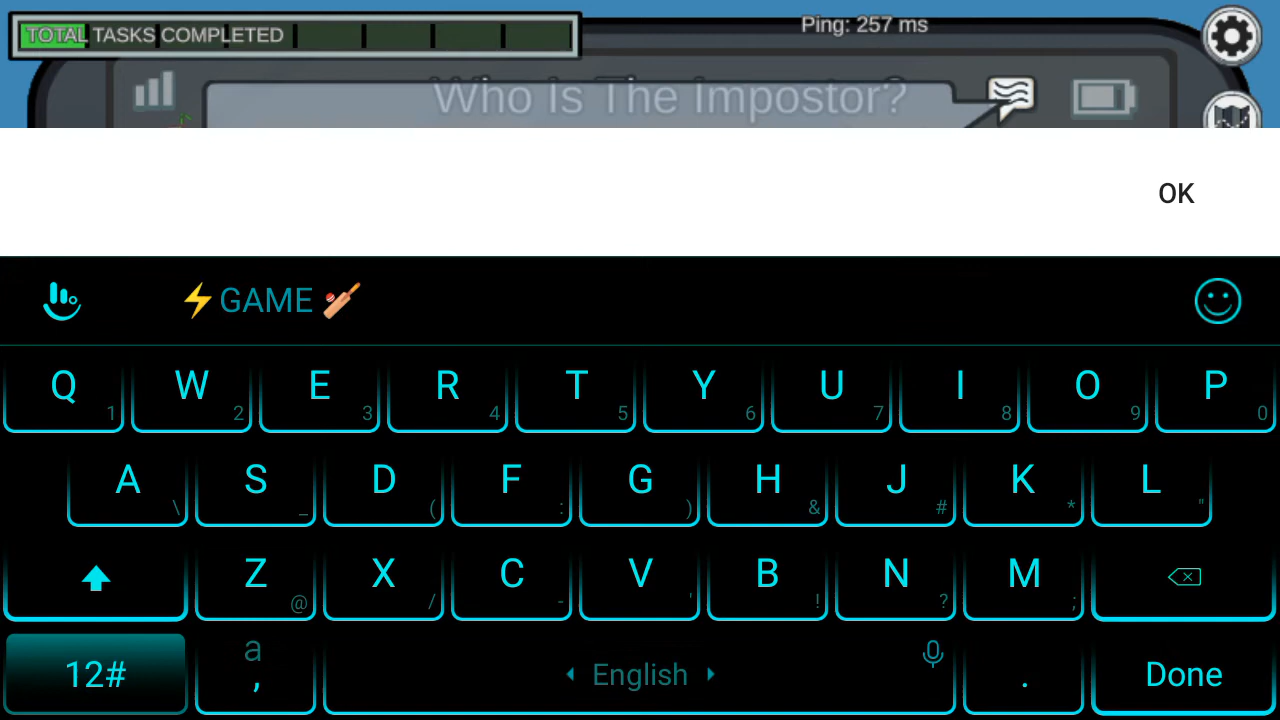 TOTAL TASKS COMPLETED
Ping: 257 ms
Who Is The Impostor?
OK
⚡GAME 🏏
Q 1 W 2 E 3 R 4 T 5 Y 6 U 7 I 8 O 9 P 0
A \ S _ D ( F : G ) H & J # K * L "
Z @ X / C - V ' B ! N ? M ;
12# a , English . Done